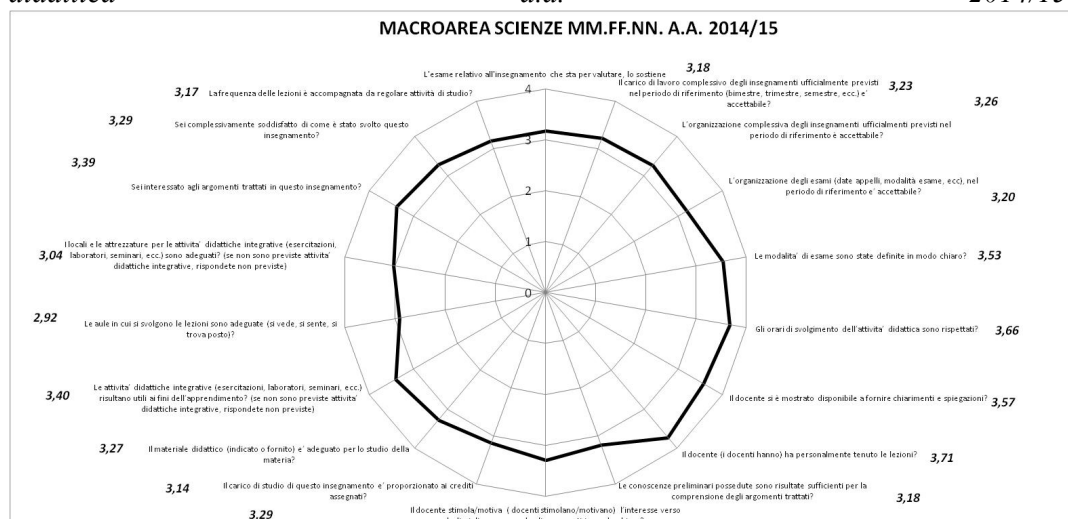 MACROAREA SCIENZE MM.FF.NN. A.A. 2014/15
3,18
L'esame relativo all'insegnamento che sta per valutare, lo sostiene
Il carico di lavoro complessivo degli insegnamenti ufficialmente previsti
nel periodo di riferimento (bimestre, trimestre, semestre, ecc.) e'
accettabile?
3,23
3,26
L'organizzazione complessiva degli insegnamenti ufficialmente previsti nel
periodo di riferimento è accettabile?
L'organizzazione degli esami (date appelli, modalità esame, ecc), nel
periodo di riferimento e' accettabile?
3,20
Le modalita' di esame sono state definite in modo chiaro?
3,53
Gli orari di svolgimento dell'attivita' didattica sono rispettati?
3,66
Il docente si è mostrato disponibile a fornire chiarimenti e spiegazioni?
3,57
Il docente (i docenti hanno) ha personalmente tenuto le lezioni?
3,71
Le conoscenze preliminari possedute sono risultate sufficienti per la
comprensione degli argomenti trattati?
3,18
Il docente stimola/motiva ( docenti stimolano/motivano) l'interesse verso
3,29
Il carico di studio di questo insegnamento e' proporzionato ai crediti
assegnati?
3,14
Il materiale didattico (indicato o fornito) e' adeguato per lo studio della
materia?
3,27
Le attivita' didattiche integrative (esercitazioni, laboratori, seminari, ecc.)
risultano utili ai fini dell'apprendimento? (se non sono previste attivita'
didattiche integrative, rispondete non previste)
3,40
Le aule in cui si svolgono le lezioni sono adeguate (si vede, si sente, si
trova posto)?
2,92
I locali e le attrezzature per le attivita' didattiche integrative (esercitazioni,
laboratori, seminari, ecc.) sono adeguati? (se non sono previste attivita'
didattiche integrative, rispondete non previste)
3,04
Sei interessato agli argomenti trattati in questo insegnamento?
3,39
Sei complessivamente soddisfatto di come è stato svolto questo
insegnamento?
3,29
La frequenza delle lezioni è accompagnata da regolare attività di studio?
3,17
4
3
2
1
0